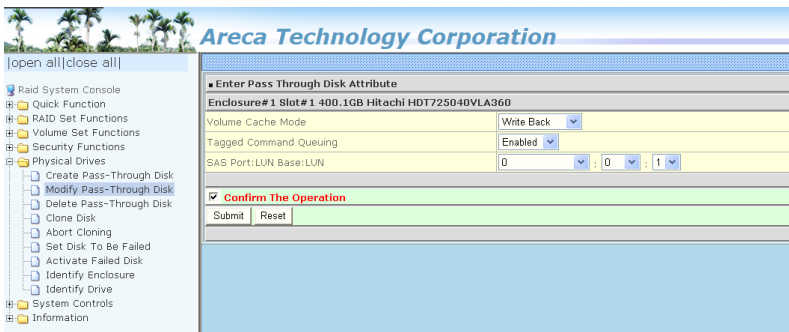 Areca Technology Corporation
|open all|close all|
Raid System Console
Quick Function
RAID Set Functions
Volume Set Functions
Security Functions
Physical Drives
Create Pass-Through Disk
Modify Pass-Through Disk
Delete Pass-Through Disk
Clone Disk
Abort Cloning
Set Disk To Be Failed
Activate Failed Disk
Identify Enclosure
Identify Drive
System Controls
Information
Enter Pass Through Disk Attribute
Enclosure#1 Slot#1 400.1GB Hitachi HDT725040VLA360
Volume Cache Mode Write Back
Tagged Command Queuing Enabled
SAS Port:LUN Base:LUN 0 : 0 : 1
Confirm The Operation
Submit Reset